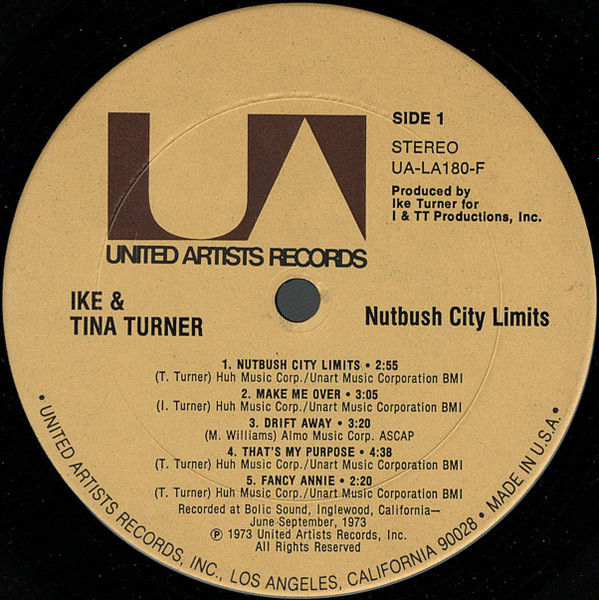 UA
UNITED ARTISTS RECORDS
SIDE 1
STEREO
UA-LA180-F
Produced by
Ike Turner for
I & TT Productions, Inc.
IKE &
TINA TURNER
Nutbush City Limits
1. NUTBUSH CITY LIMITS • 2:55
(T. Turner) Huh Music Corp./Unart Music Corporation BMI
2. MAKE ME OVER • 3:05
(I. Turner) Huh Music Corp./Unart Music Corporation BMI
3. DRIFT AWAY • 3:20
(M. Williams) Almo Music Corp. ASCAP
4. THAT'S MY PURPOSE • 4:38
(T. Turner) Huh Music Corp./Unart Music Corporation BMI
5. FANCY ANNIE • 2:20
(T. Turner) Huh Music Corp./Unart Music Corporation BMI
Recorded at Bolic Sound, Inglewood, California—
June September, 1973
℗ 1973 United Artists Records, Inc.
All Rights Reserved
• UNITED ARTISTS RECORDS, INC., LOS ANGELES, CALIFORNIA 90028 • MADE IN U.S.A. •